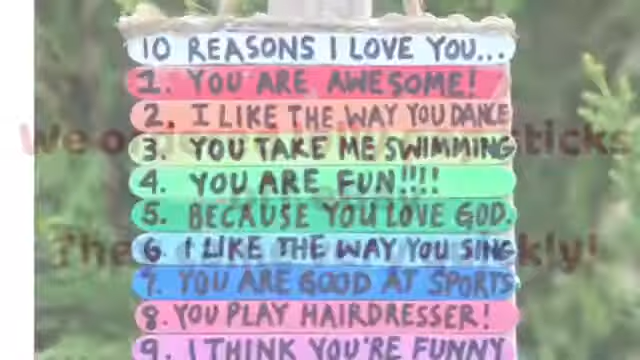 10 REASONS I LOVE YOU...
1. YOU ARE AWESOME!
2. I LIKE THE WAY YOU DANCE
3. YOU TAKE ME SWIMMING
4. YOU ARE FUN!!!!
5. BECAUSE YOU LOVE GOD.
6. I LIKE THE WAY YOU SING
7. YOU ARE GOOD AT SPORTS
8. YOU PLAY HAIRDRESSER!
9. I THINK YOU'RE FUNNY
We
sticks